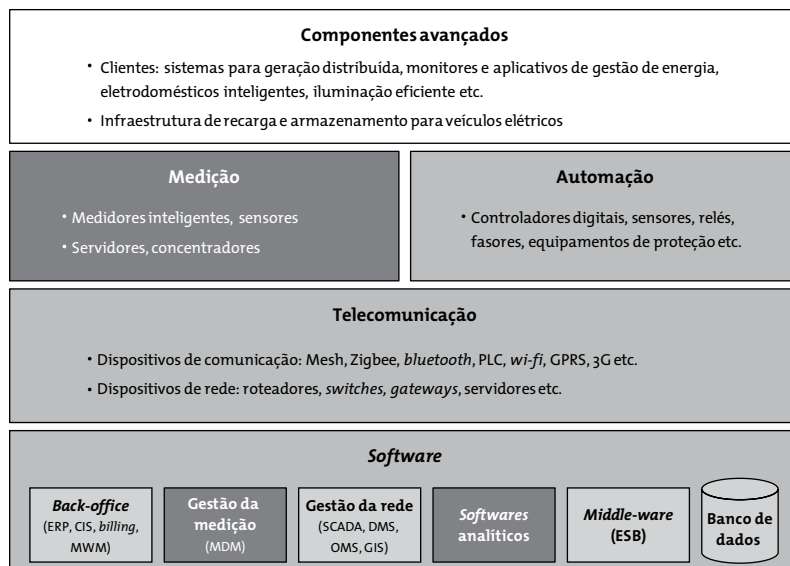 Componentes avançados
• Clientes: sistemas para geração distribuída, monitores e aplicativos de gestão de energia,
eletrodomésticos inteligentes, iluminação eficiente etc.
• Infraestrutura de recarga e armazenamento para veículos elétricos
Medição
• Medidores inteligentes, sensores
• Servidores, concentradores
Automação
• Controladores digitais, sensores, relés,
fasores, equipamentos de proteção etc.
Telecomunicação
• Dispositivos de comunicação: Mesh, Zigbee, bluetooth, PLC, wi-fi, GPRS, 3G etc.
• Dispositivos de rede: roteadores, switches, gateways, servidores etc.
Software
Back-office
(ERP, CIS, billing,
MWM)
Gestão da
medição
(MDM)
Gestão da rede
(SCADA, DMS,
OMS, GIS)
Softwares
analíticos
Middle-ware
(ESB)
Banco de
dados